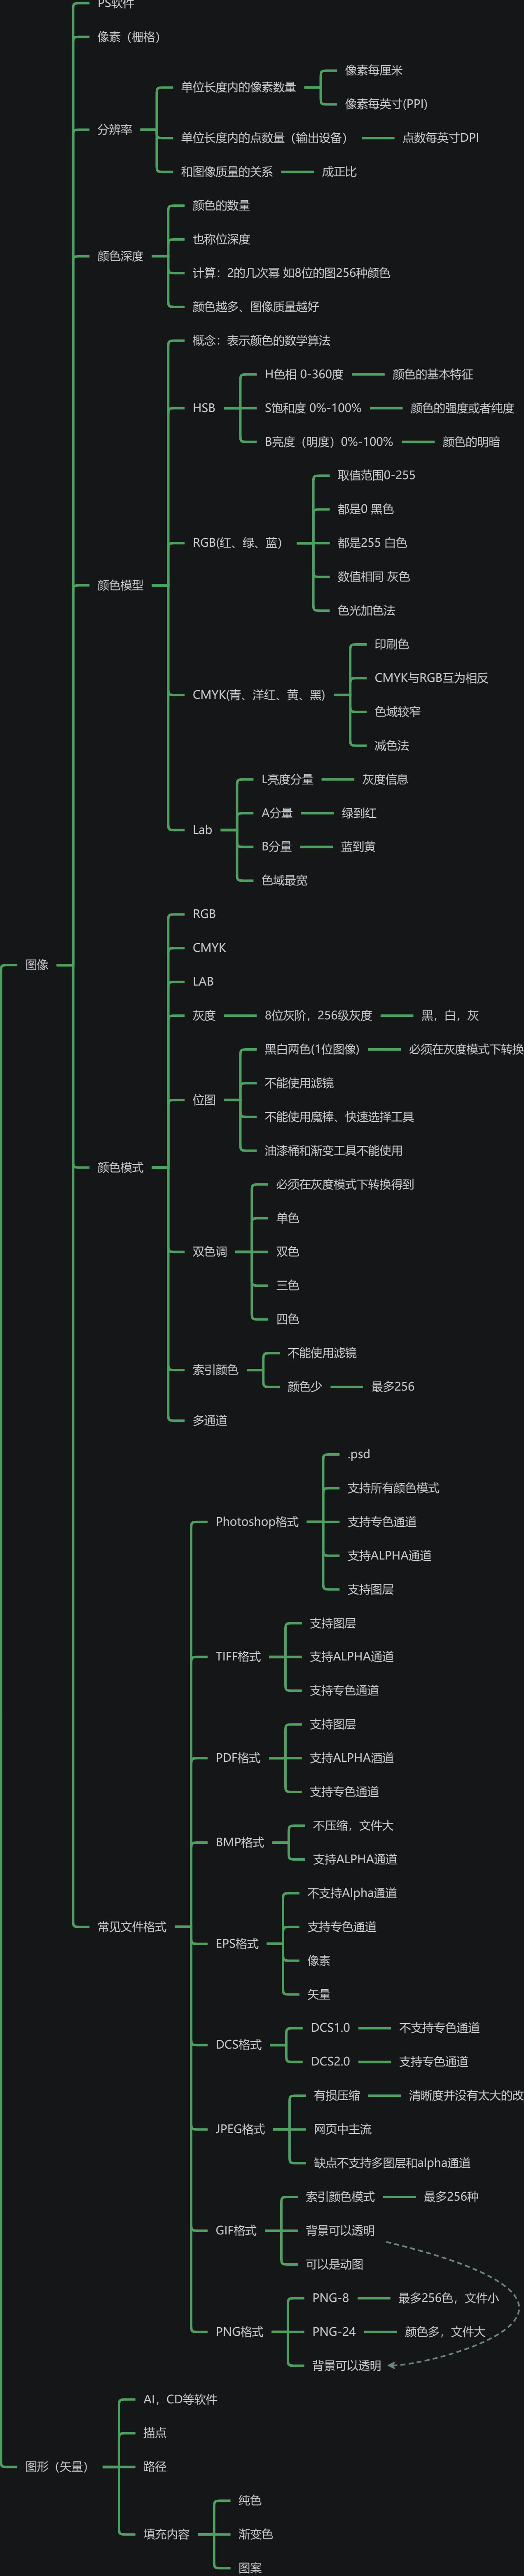 PS软件
像素（栅格）
分辨率
单位长度内的像素数量
像素每厘米
像素每英寸(PPI)
单位长度内的点数量（输出设备）
点数每英寸DPI
和图像质量的关系
成正比
颜色深度
颜色的数量
也称位深度
计算：2的几次幂 如8位的图256种颜色
颜色越多、图像质量越好
颜色模型
概念：表示颜色的数学算法
HSB
H色相 0-360度
颜色的基本特征
S饱和度 0%-100%
颜色的强度或者纯度
B亮度（明度）0%-100%
颜色的明暗
RGB(红、绿、蓝）
取值范围0-255
都是0 黑色
都是255 白色
数值相同 灰色
色光加色法
CMYK(青、洋红、黄、黑)
印刷色
CMYK与RGB互为相反
色域较窄
减色法
Lab
L亮度分量
灰度信息
A分量
绿到红
B分量
蓝到黄
色域最宽
图像
颜色模式
RGB
CMYK
LAB
灰度
8位灰阶，256级灰度
黑，白，灰
位图
黑白两色(1位图像)
必须在灰度模式下转换
不能使用滤镜
不能使用魔棒、快速选择工具
油漆桶和渐变工具不能使用
双色调
必须在灰度模式下转换得到
单色
双色
三色
四色
索引颜色
不能使用滤镜
颜色少
最多256
多通道
常见文件格式
Photoshop格式
.psd
支持所有颜色模式
支持专色通道
支持ALPHA通道
支持图层
TIFF格式
支持图层
支持ALPHA通道
支持专色通道
PDF格式
支持图层
支持ALPHA酒道
支持专色通道
BMP格式
不压缩，文件大
支持ALPHA通道
EPS格式
不支持Alpha通道
支持专色通道
像素
矢量
DCS格式
DCS1.0
不支持专色通道
DCS2.0
支持专色通道
JPEG格式
有损压缩
清晰度并没有太大的改
网页中主流
缺点不支持多图层和alpha通道
GIF格式
索引颜色模式
最多256种
背景可以透明
可以是动图
PNG格式
PNG-8
最多256色，文件小
PNG-24
颜色多，文件大
背景可以透明
图形（矢量）
AI，CD等软件
描点
路径
填充内容
纯色
渐变色
图案